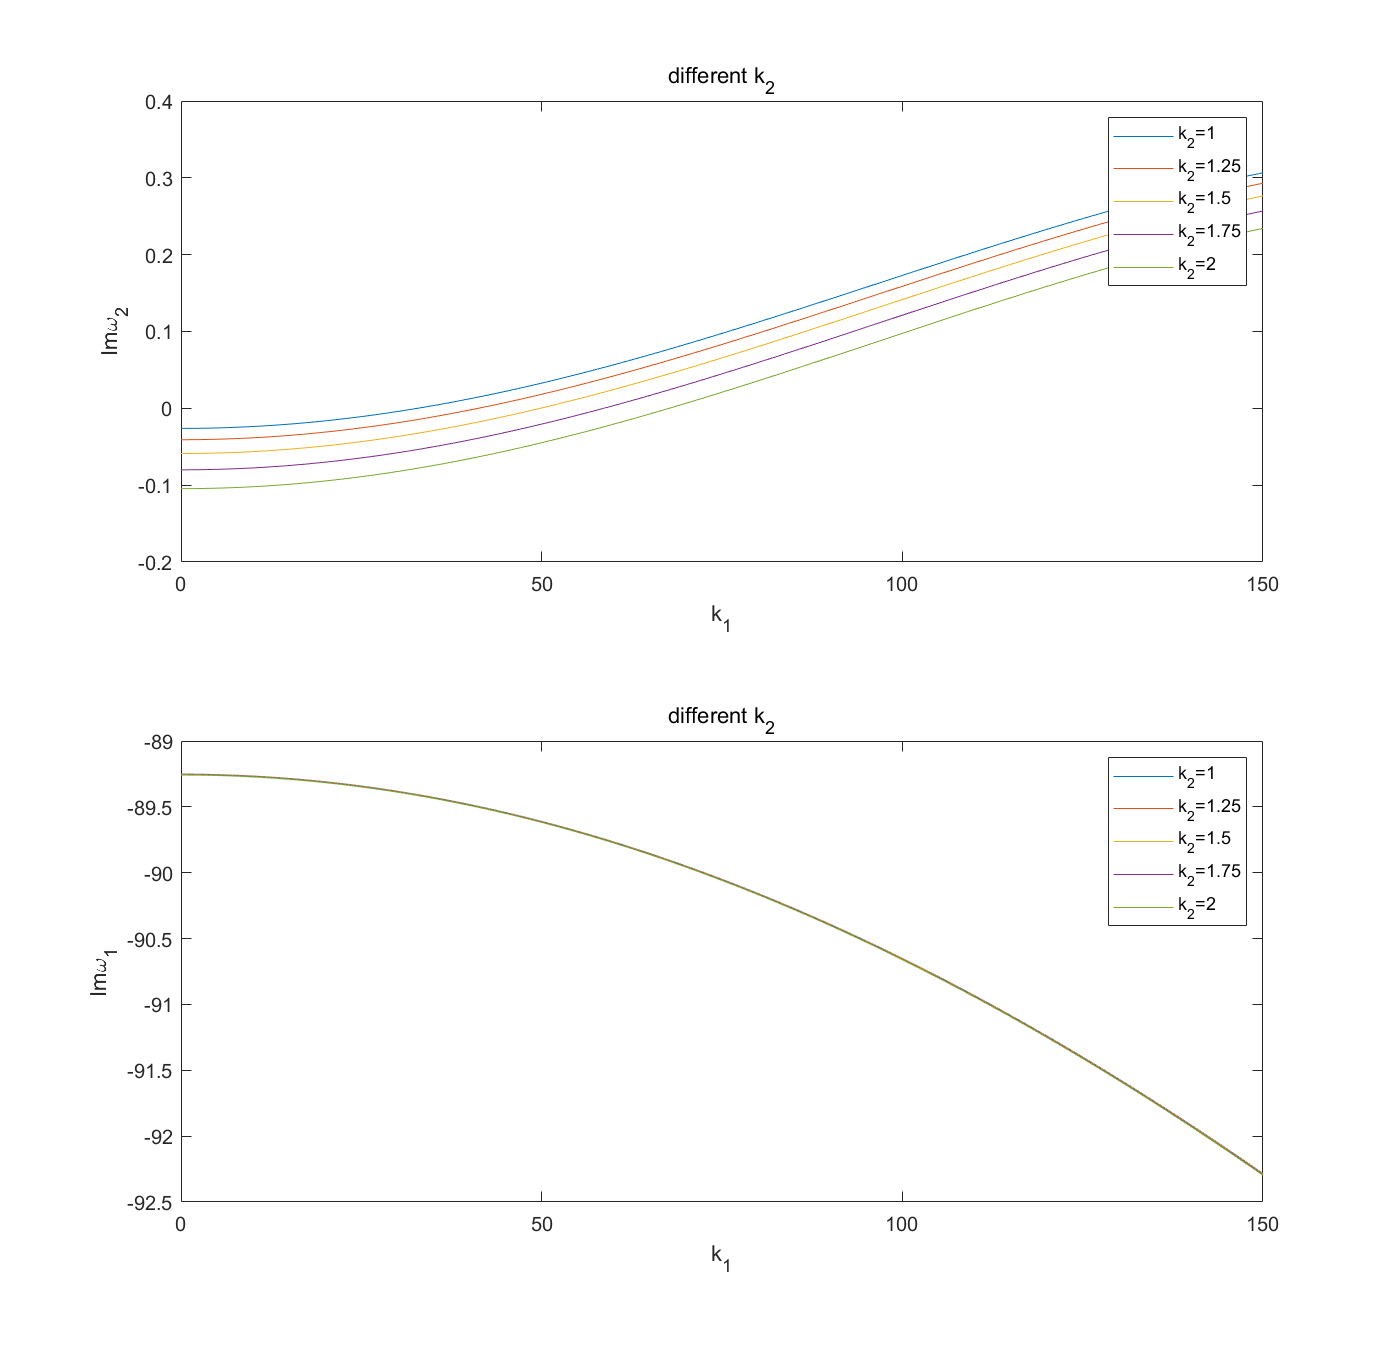 different k₂
0.4
0.3
0.2
0.1
0
-0.1
-0.2
Imω₂
0 50 100 150
k₁
k₂=1
k₂=1.25
k₂=1.5
k₂=1.75
k₂=2
different k₂
-89
-89.5
-90
-90.5
-91
-91.5
-92
-92.5
Imω₁
0 50 100 150
k₁
k₂=1
k₂=1.25
k₂=1.5
k₂=1.75
k₂=2